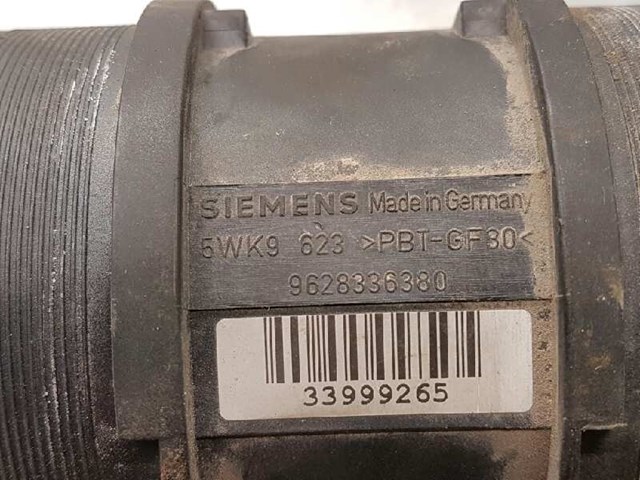 SIEMENS Made in Germany
5WK9 623 >PBT-GF30<
9628336380
33999265